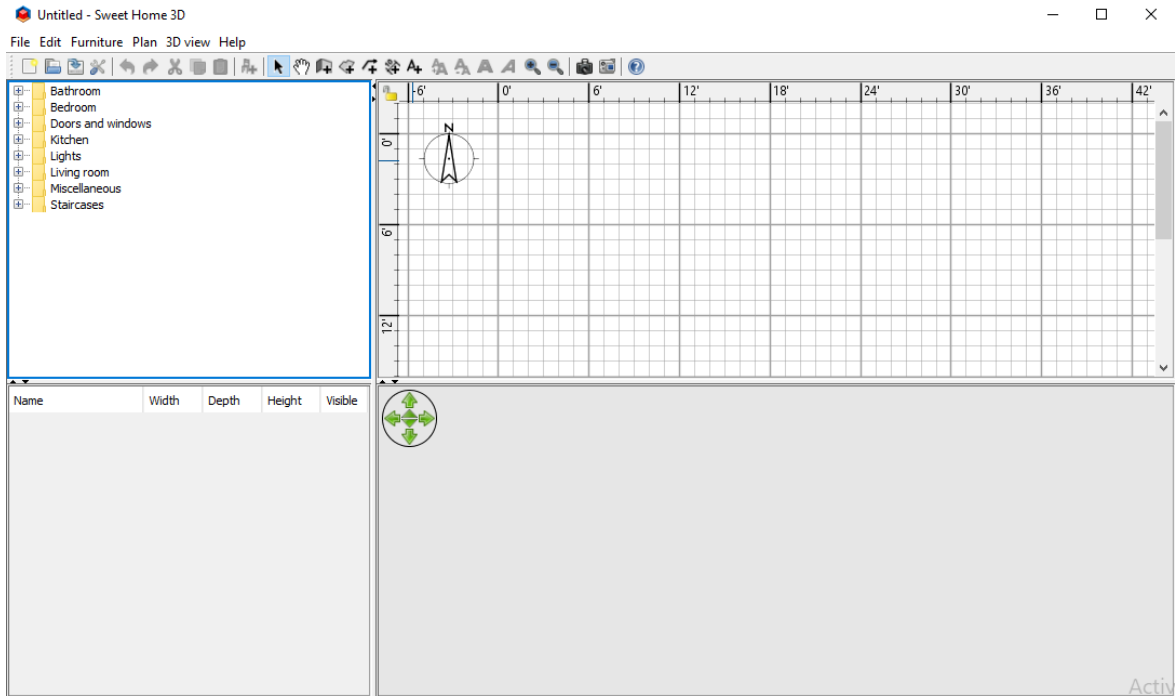 Untitled - Sweet Home 3D
File Edit Furniture Plan 3D view Help
Bathroom
Bedroom
Doors and windows
Kitchen
Lights
Living room
Miscellaneous
Staircases
-6' 0' 6' 12' 18' 24' 30' 36' 42'
N
0'
6'
12'
Name Width Depth Height Visible
Activ